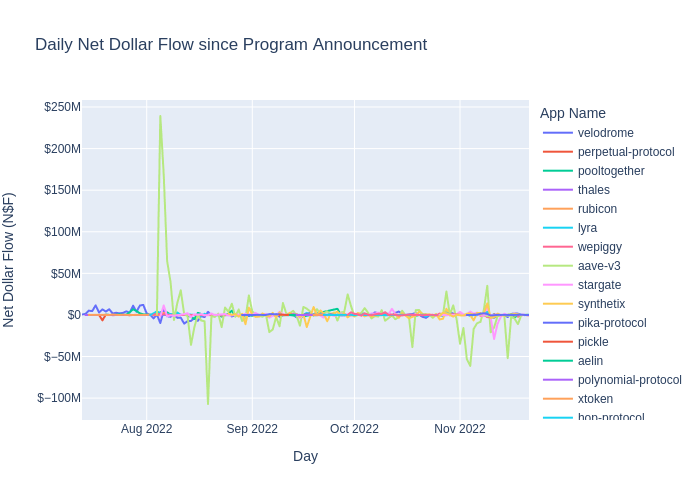 Daily Net Dollar Flow since Program Announcement
Net Dollar Flow (N$F)
$250M
$200M
$150M
$100M
$50M
$0
$−50M
$−100M
Aug 2022
Sep 2022
Oct 2022
Nov 2022
Day
App Name
velodrome
perpetual-protocol
pooltogether
thales
rubicon
lyra
wepiggy
aave-v3
stargate
synthetix
pika-protocol
pickle
aelin
polynomial-protocol
xtoken
hop-protocol